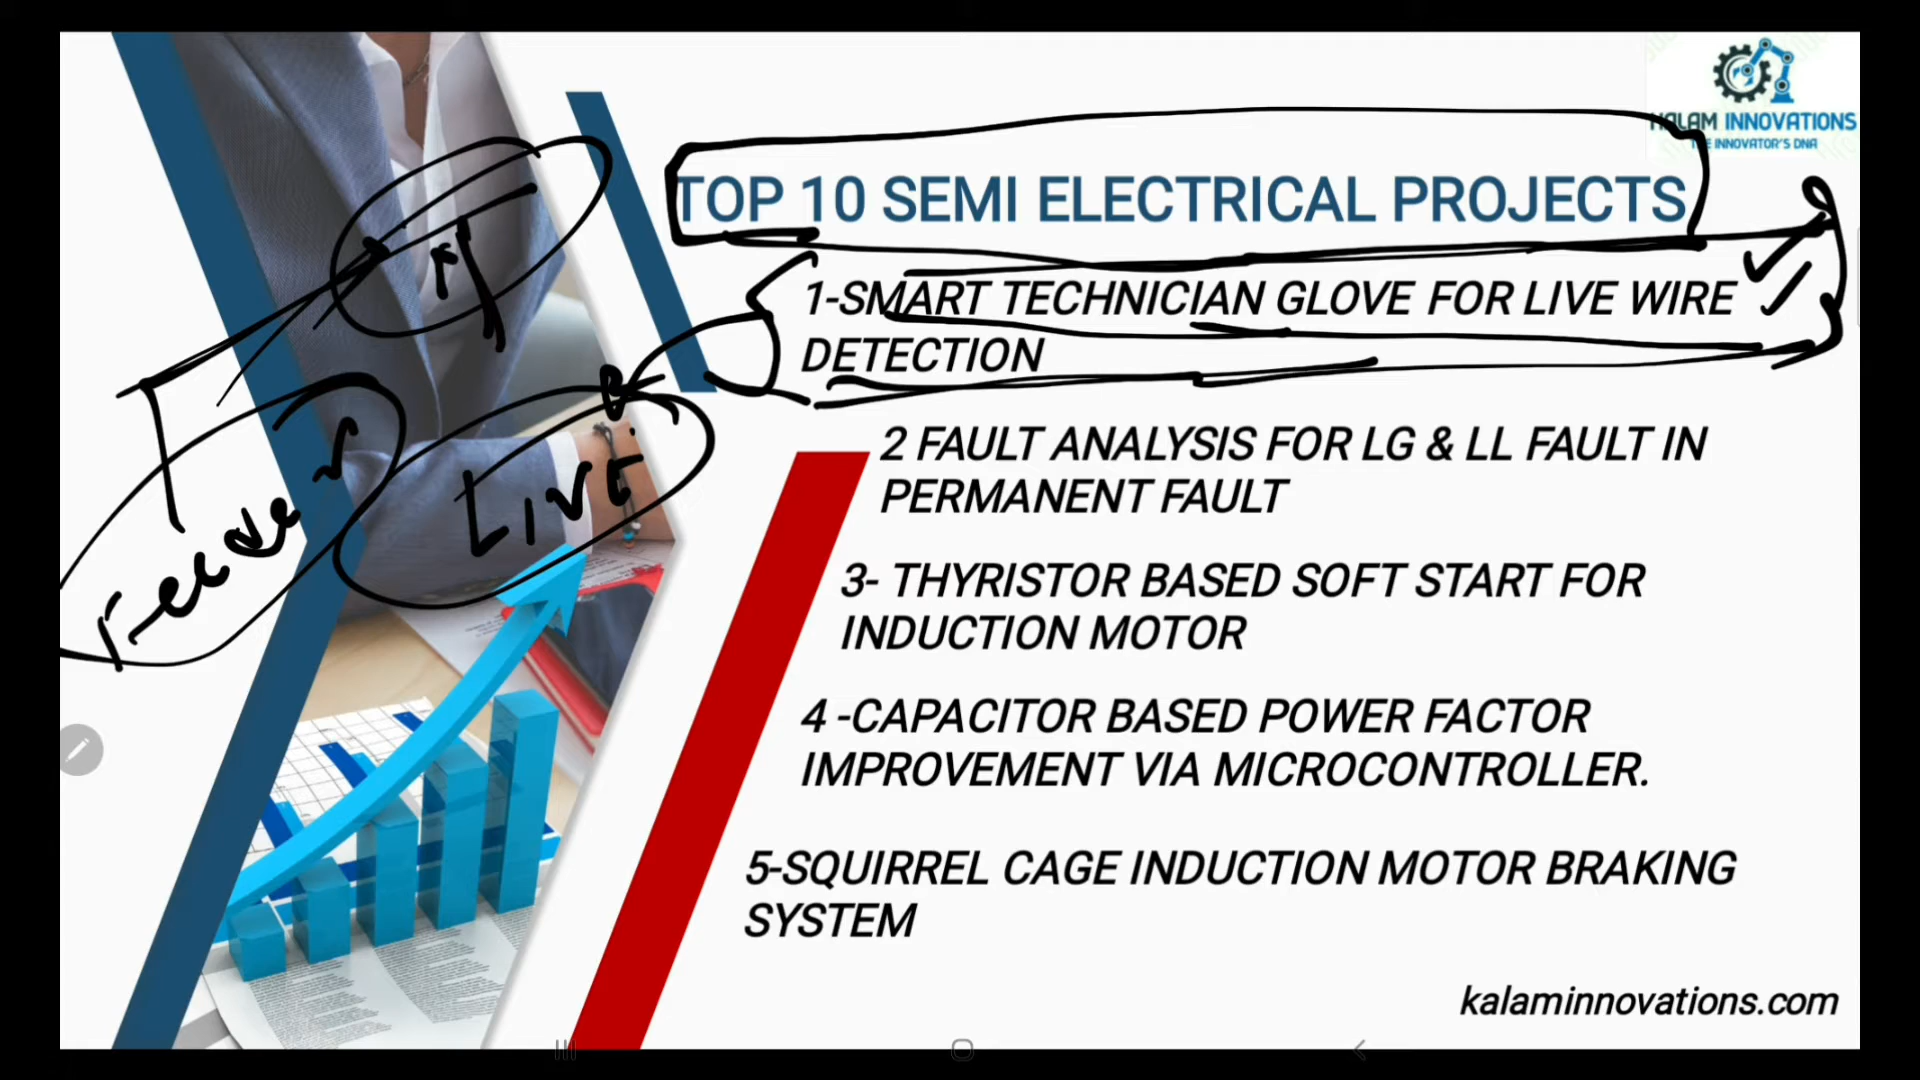 KALAM INNOVATIONS
THE INNOVATOR'S DNA
TOP 10 SEMI ELECTRICAL PROJECTS
1-SMART TECHNICIAN GLOVE FOR LIVE WIRE
DETECTION
2 FAULT ANALYSIS FOR LG & LL FAULT IN
PERMANENT FAULT
3- THYRISTOR BASED SOFT START FOR
INDUCTION MOTOR
4 -CAPACITOR BASED POWER FACTOR
IMPROVEMENT VIA MICROCONTROLLER.
5-SQUIRREL CAGE INDUCTION MOTOR BRAKING
SYSTEM
LIVE
Feeder
kalaminnovations.com